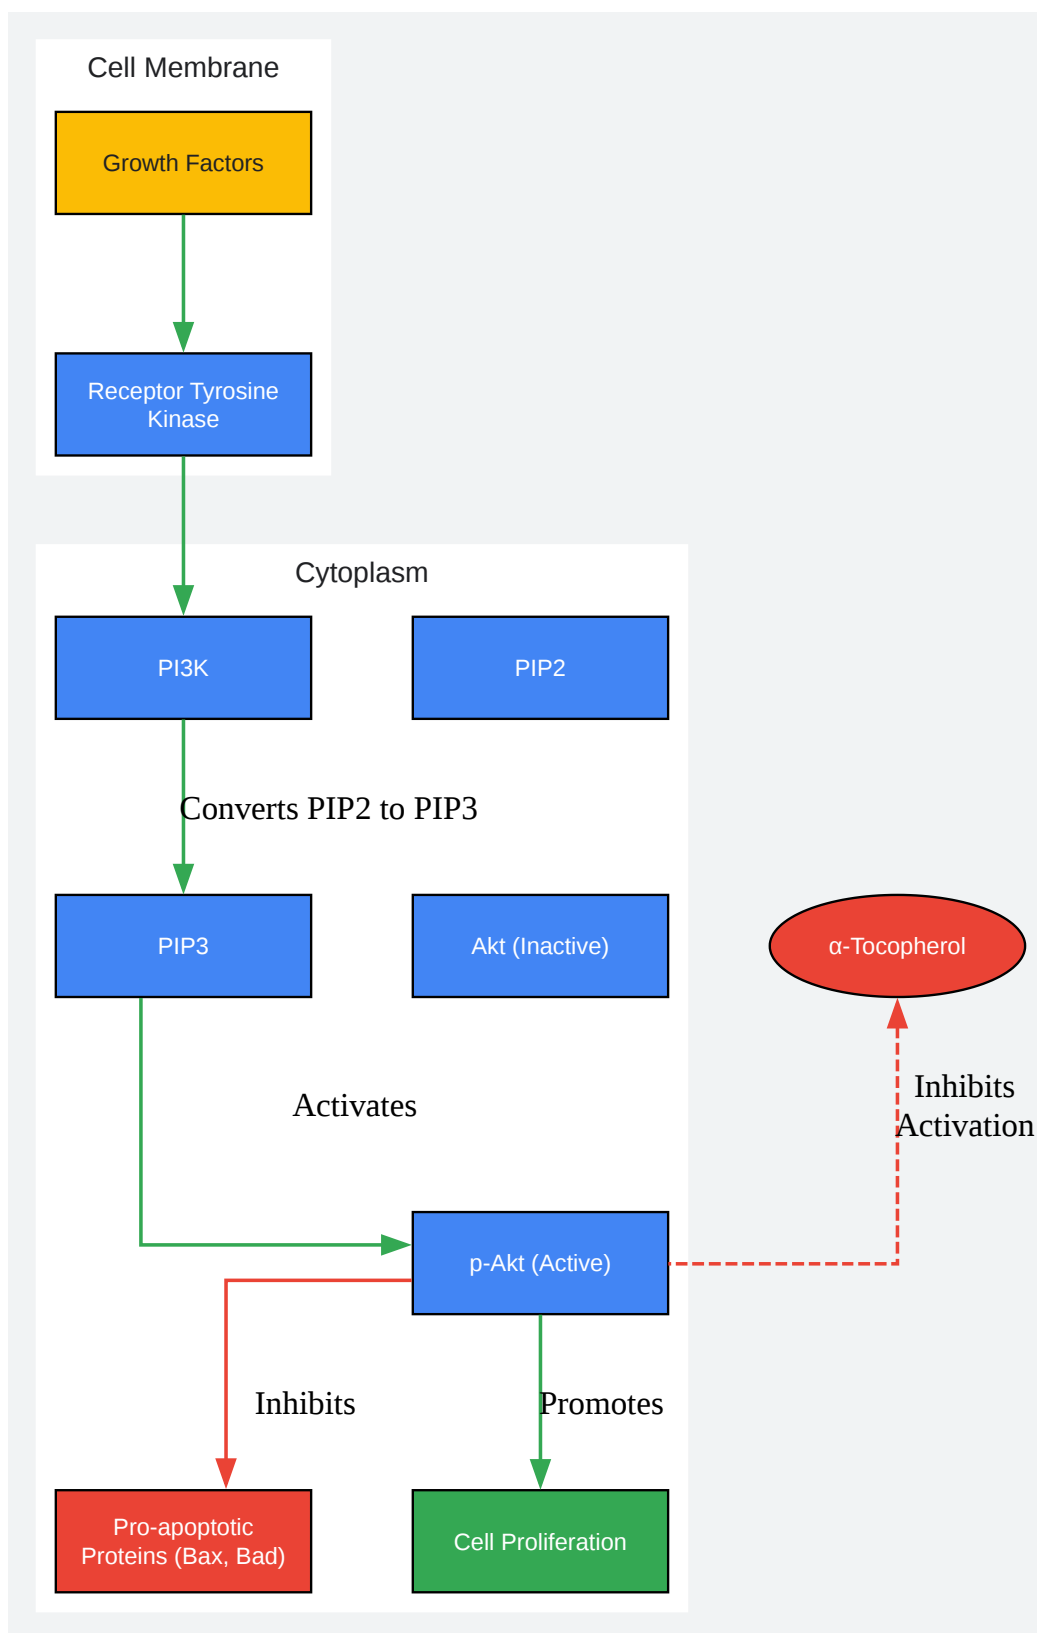 Cell Membrane
Growth Factors
Receptor Tyrosine
Kinase
Cytoplasm
PI3K
PIP2
Converts PIP2 to PIP3
PIP3
Akt (Inactive)
α-Tocopherol
Activates
Inhibits
Activation
p-Akt (Active)
Inhibits
Promotes
Pro-apoptotic
Proteins (Bax, Bad)
Cell Proliferation